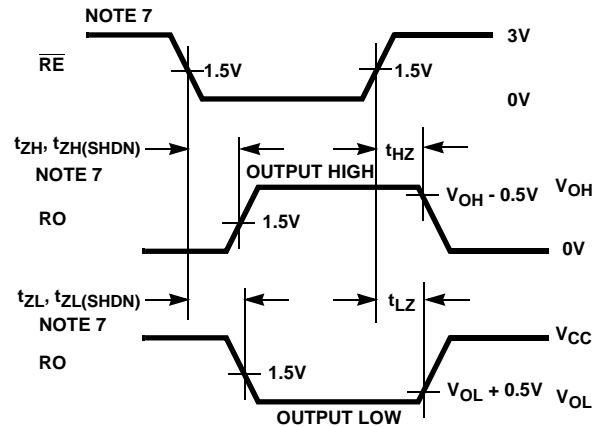 NOTE 7
3V
RE
1.5V
1.5V
0V
tZH, tZH(SHDN)
tHZ
NOTE 7
OUTPUT HIGH
VOH - 0.5V
VOH
RO
1.5V
0V
tZL, tZL(SHDN)
tLZ
NOTE 7
VCC
RO
1.5V
VOL + 0.5V
VOL
OUTPUT LOW